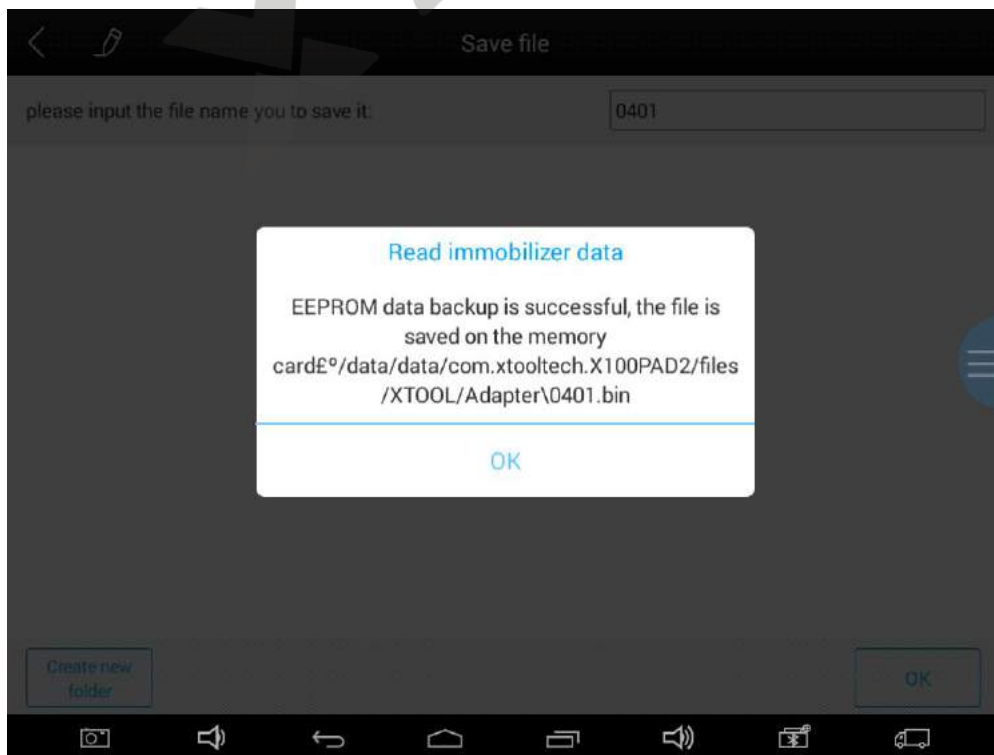 Save file
please input the file name you to save it:
0401
Read immobilizer data
EEPROM data backup is successful, the file is
saved on the memory
card£º/data/data/com.xtooltech.X100PAD2/files
/XTOOL/Adapter\0401.bin
OK
Create new
folder
OK